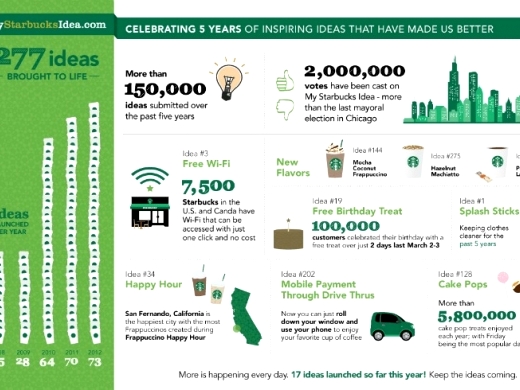 yStarbucksIdea.com
CELEBRATING 5 YEARS OF INSPIRING IDEAS THAT HAVE MADE US BETTER
277 ideas
BROUGHT TO LIFE
More than
150,000
ideas submitted over
the past five years
2,000,000
votes have been cast on
My Starbucks Idea - more
than the last mayoral
election in Chicago
Idea #3
Free Wi-Fi
7,500
Starbucks in the
U.S. and Canda have
Wi-Fi that can be
accessed with just
one click and no cost
New
Flavors
Idea #144
Mocha
Coconut
Frappuccino
Idea #275
Hazelnut
Machiatto
Idea #19
Free Birthday Treat
100,000
customers celebrated their birthday with a
free treat over just 2 days last March 2-3
Idea #1
Splash Sticks
Keeping clothes
cleaner for the
past 5 years
deas
AUNCHED
ER YEAR
28 64 70 73
2009 2010 2011 2012
Idea #34
Happy Hour
San Fernando, California is
the happiest city with the most
Frappuccinos created during
Frappuccino Happy Hour
Idea #202
Mobile Payment
Through Drive Thrus
Now you can just roll
down your window and
use your phone to enjoy
your favorite cup of coffee
Idea #128
Cake Pops
More than
5,800,000
cake pop treats enjoyed
each year; with Friday
being the most popular da
More is happening every day. 17 ideas launched so far this year! Keep the ideas coming.